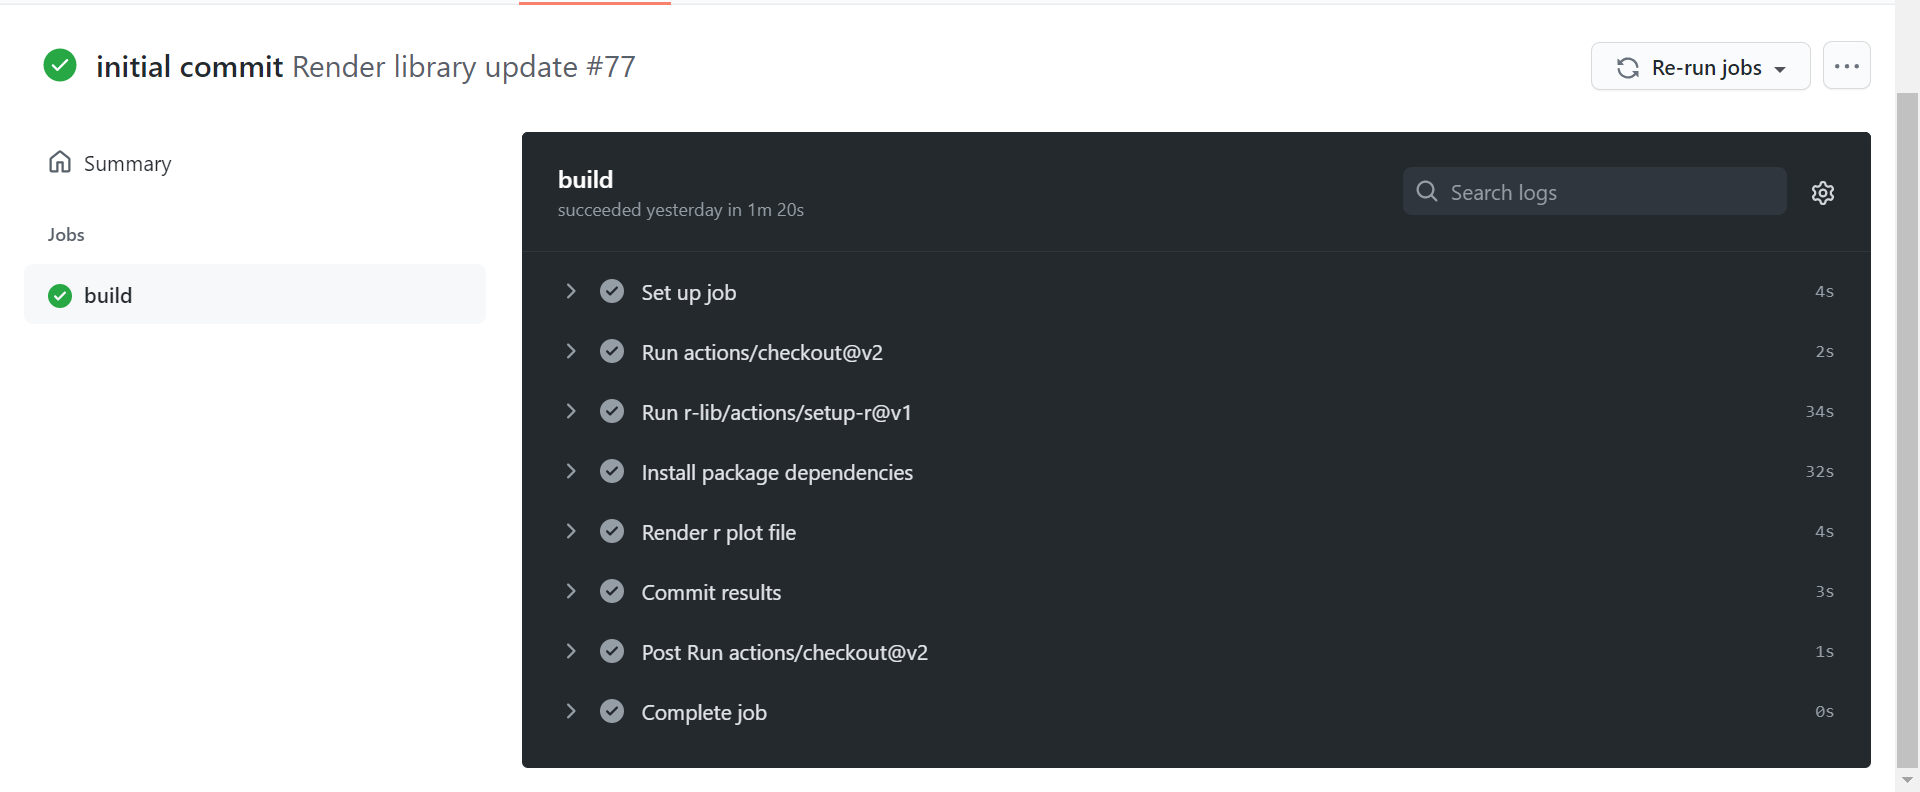 initial commit Render library update #77
Re-run jobs
Summary
Jobs
build
build
succeeded yesterday in 1m 20s
Search logs
Set up job 4s
Run actions/checkout@v2 2s
Run r-lib/actions/setup-r@v1 34s
Install package dependencies 32s
Render r plot file 4s
Commit results 3s
Post Run actions/checkout@v2 1s
Complete job 0s